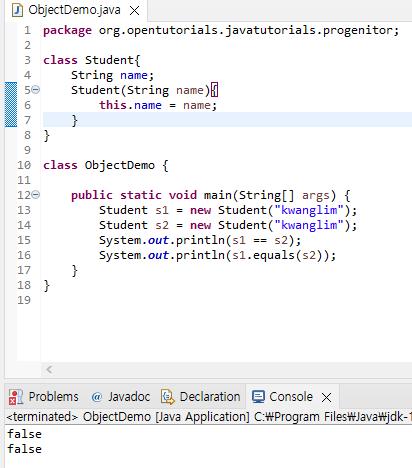 ObjectDemo.java
1 package org.opentutorials.javatutorials.progenitor;
2
3 class Student{
4     String name;
5     Student(String name){
6         this.name = name;
7     }
8 }
9
10 class ObjectDemo {
11
12     public static void main(String[] args) {
13         Student s1 = new Student("kwanglim");
14         Student s2 = new Student("kwanglim");
15         System.out.println(s1 == s2);
16         System.out.println(s1.equals(s2));
17     }
18 }
19
Problems @ Javadoc Declaration Console
<terminated> ObjectDemo [Java Application] C:₩Program Files₩Java₩jdk-1
false
false